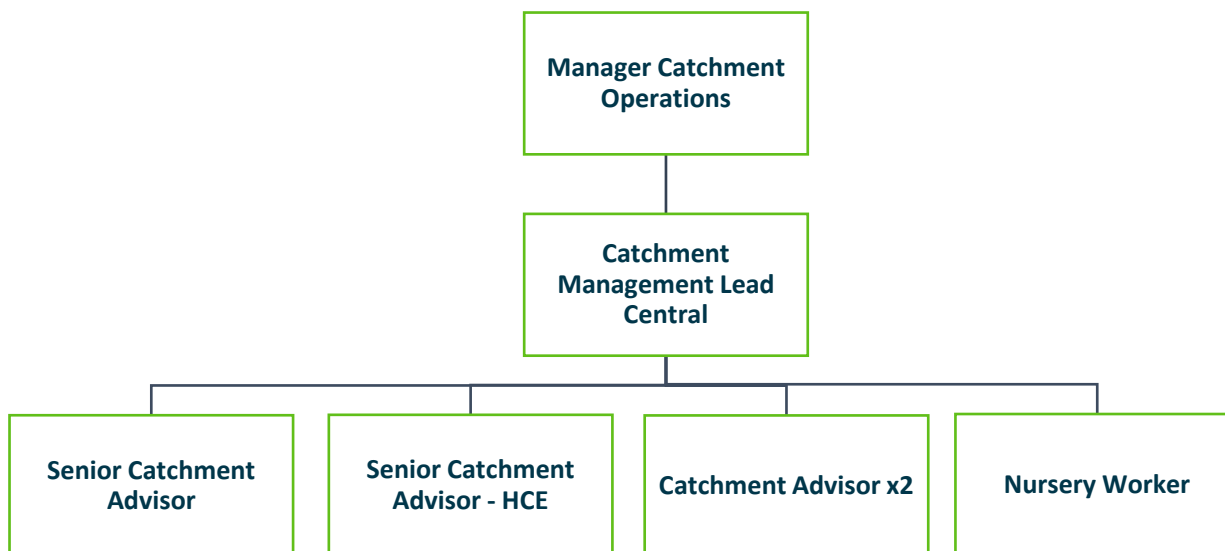 Manager Catchment
Operations
Catchment
Management Lead
Central
Senior Catchment
Advisor
Senior Catchment
Advisor - HCE
Catchment Advisor x2
Nursery Worker